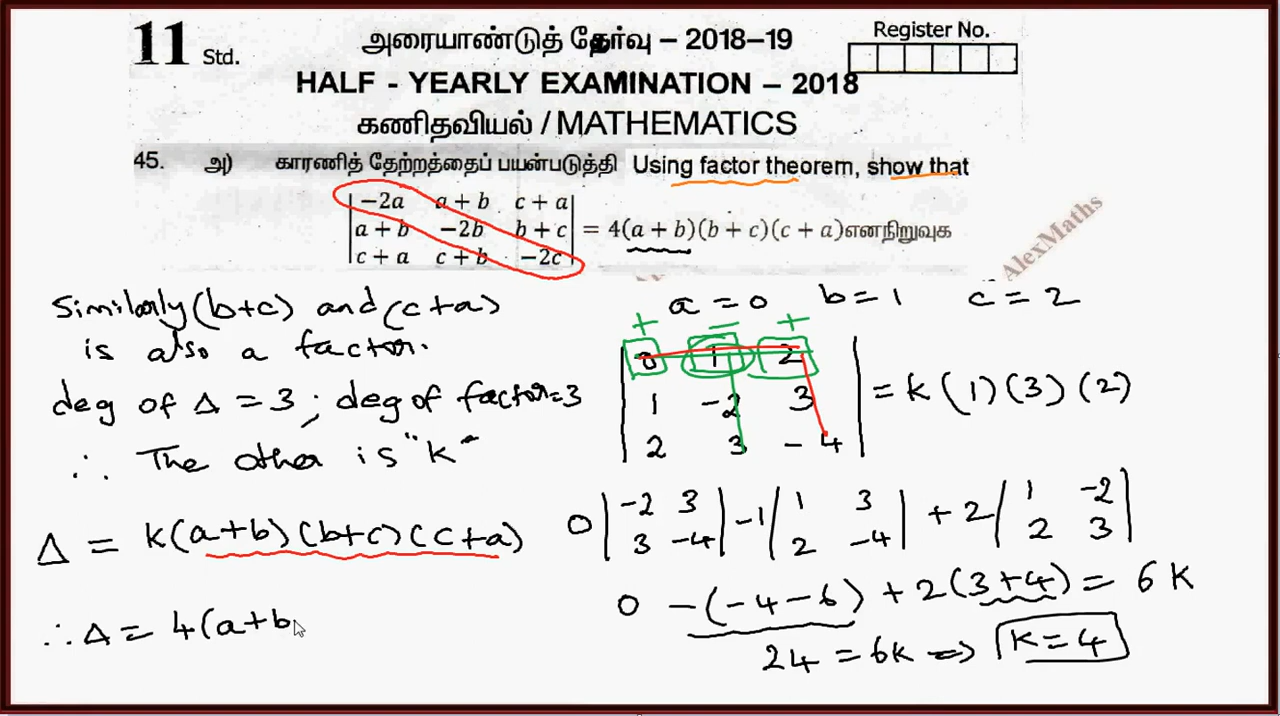 11 Std.
அரையாண்டுத் தேர்வு – 2018–19
Register No.
HALF - YEARLY EXAMINATION – 2018
கணிதவியல் / MATHEMATICS
45. அ) காரணித் தேற்றத்தைப் பயன்படுத்தி Using factor theorem, show that
|−2a a + b c + a|
|a + b −2b b + c| = 4(a + b)(b + c)(c + a) என நிறுவுக
|c + a c + b −2c|
AlexMaths
Similarly (b+c) and (c+a)
is also a factor.
deg of Δ = 3 ; deg of factor=3
∴ The other is "k"
Δ = k(a+b)(b+c)(c+a)
∴ Δ = 4(a+b
a = 0 b = 1 c = 2
+ − +
|0 1 2|
|1 -2 3| = k (1)(3)(2)
|2 3 -4|
0 |-2 3| -1 |1 3| + 2 |1 -2|
|3 -4| |2 -4| |2 3|
0 -(-4-6) + 2(3+4) = 6k
24 = 6k ⇒ k = 4